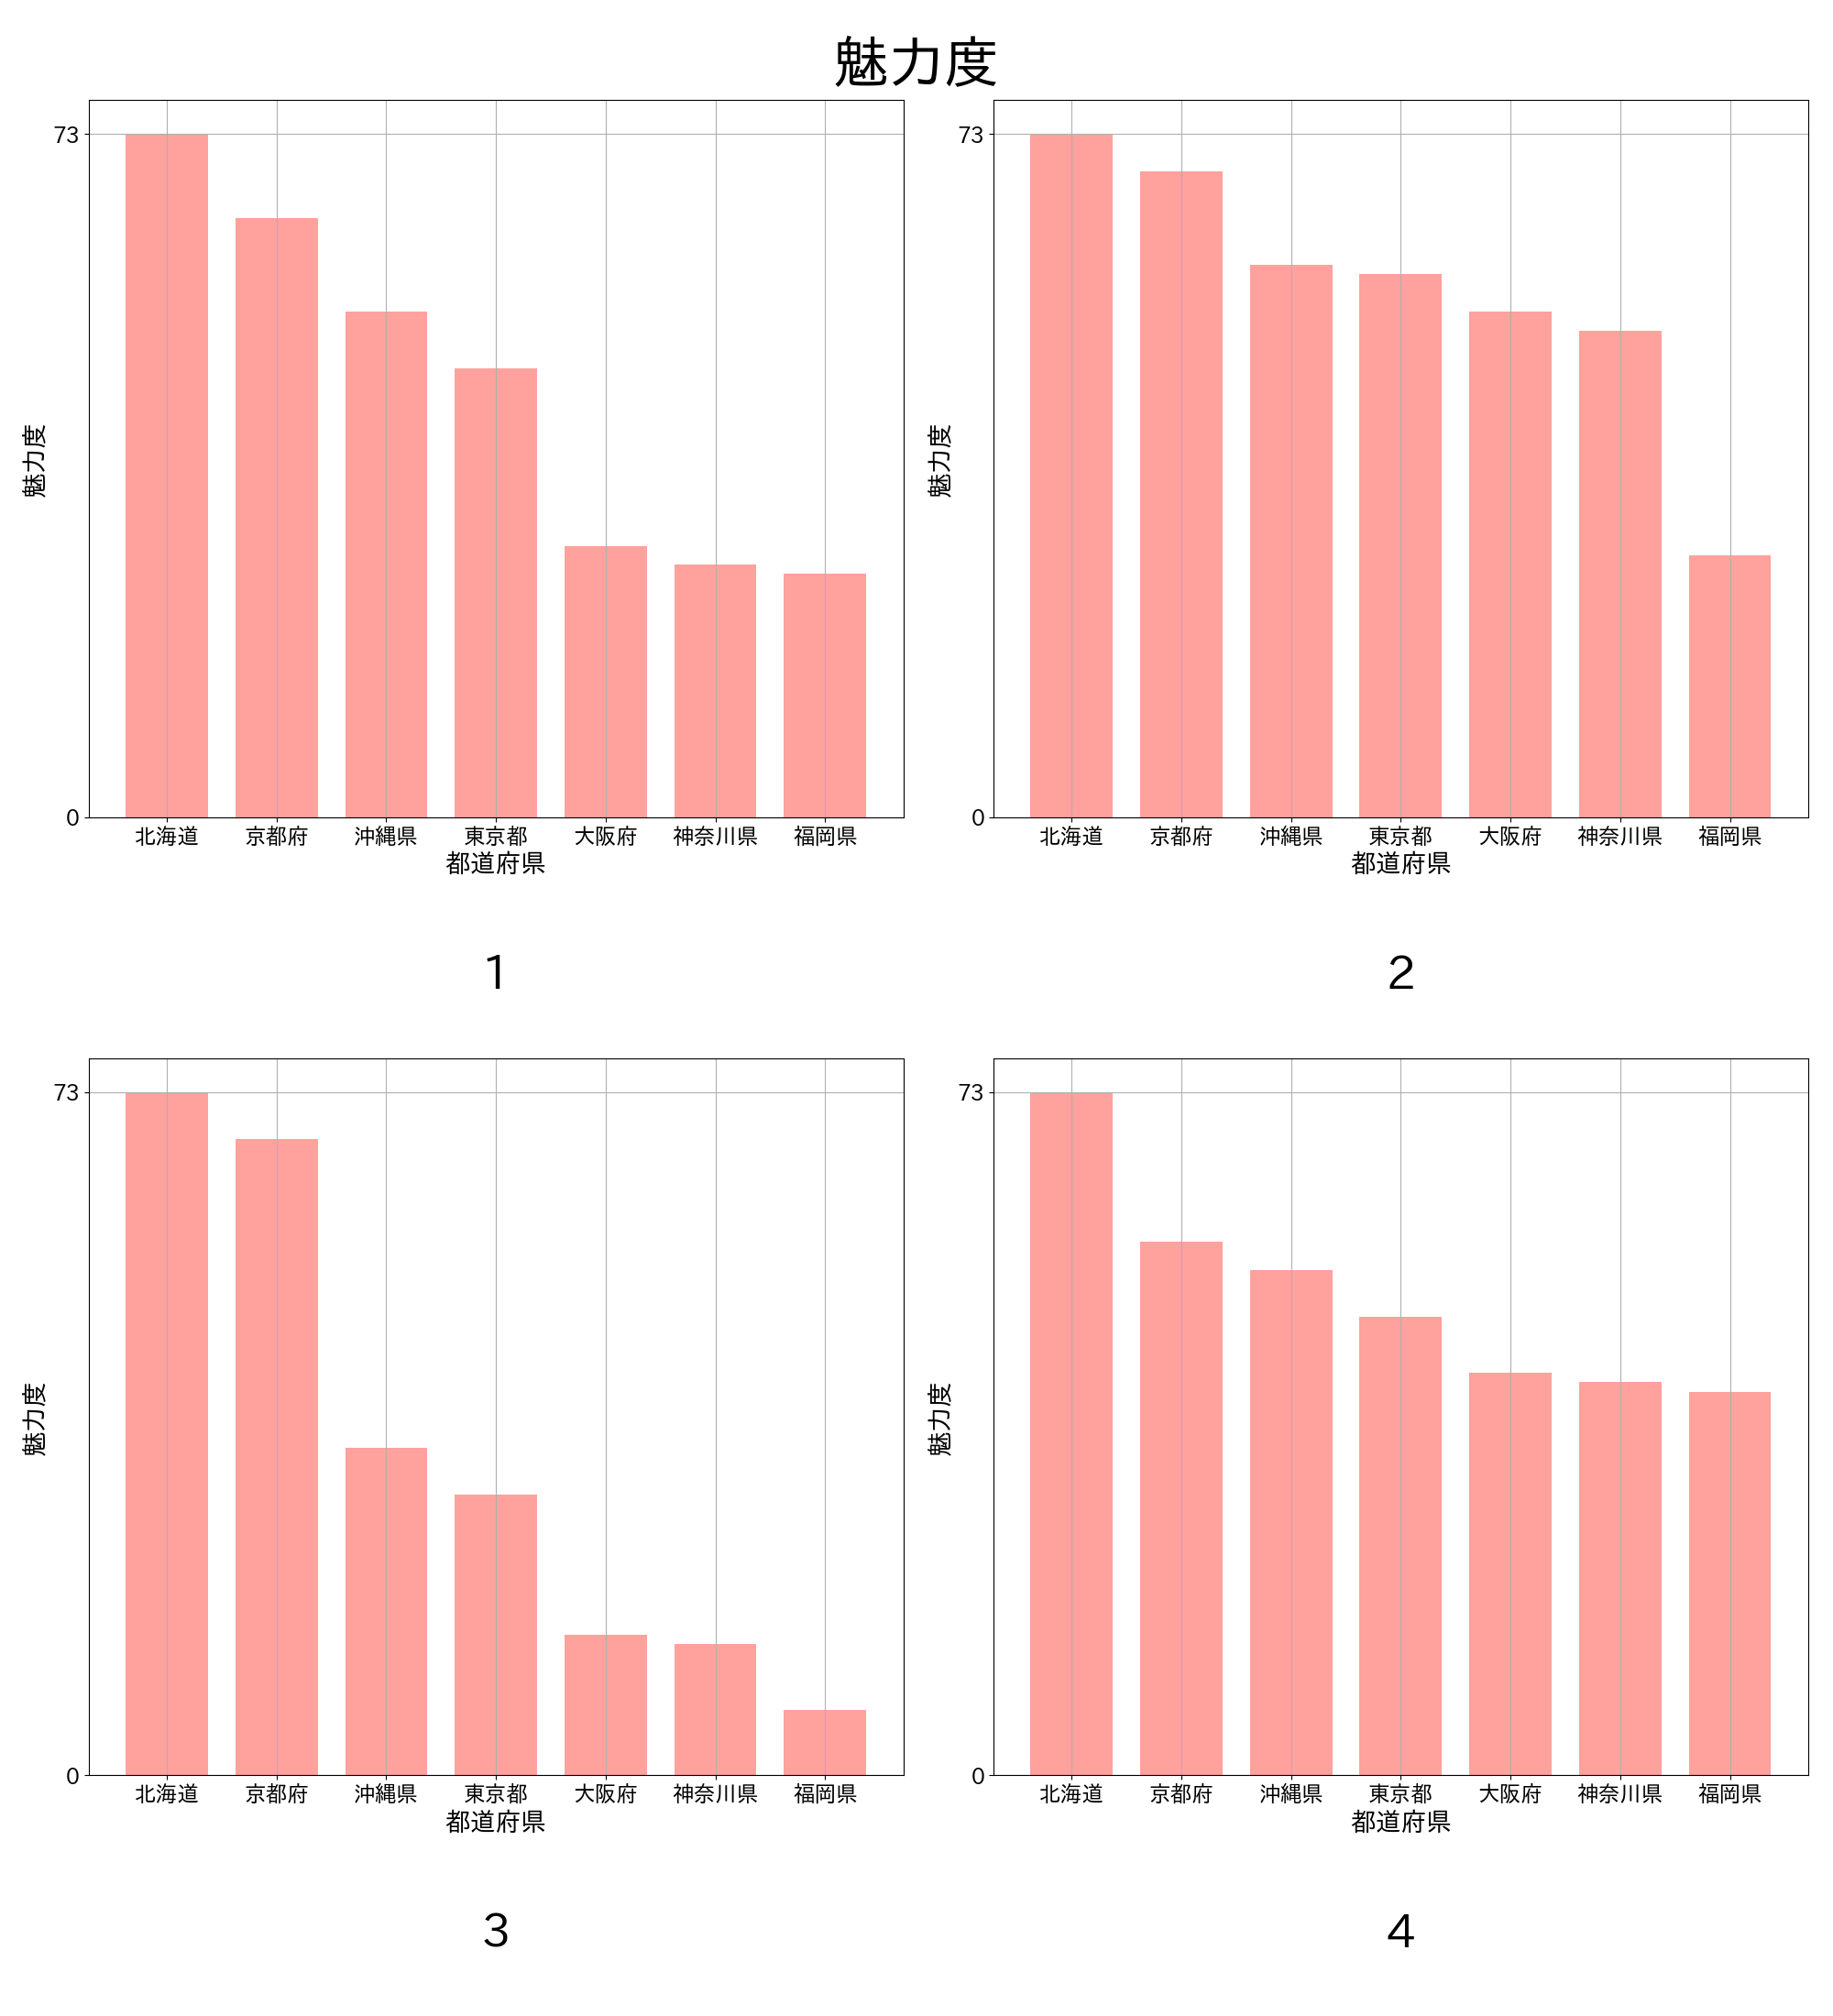 魅力度
73
0
魅力度
北海道 京都府 沖縄県 東京都 大阪府 神奈川県 福岡県
都道府県
1
73
0
魅力度
北海道 京都府 沖縄県 東京都 大阪府 神奈川県 福岡県
都道府県
2
73
0
魅力度
北海道 京都府 沖縄県 東京都 大阪府 神奈川県 福岡県
都道府県
3
73
0
魅力度
北海道 京都府 沖縄県 東京都 大阪府 神奈川県 福岡県
都道府県
4